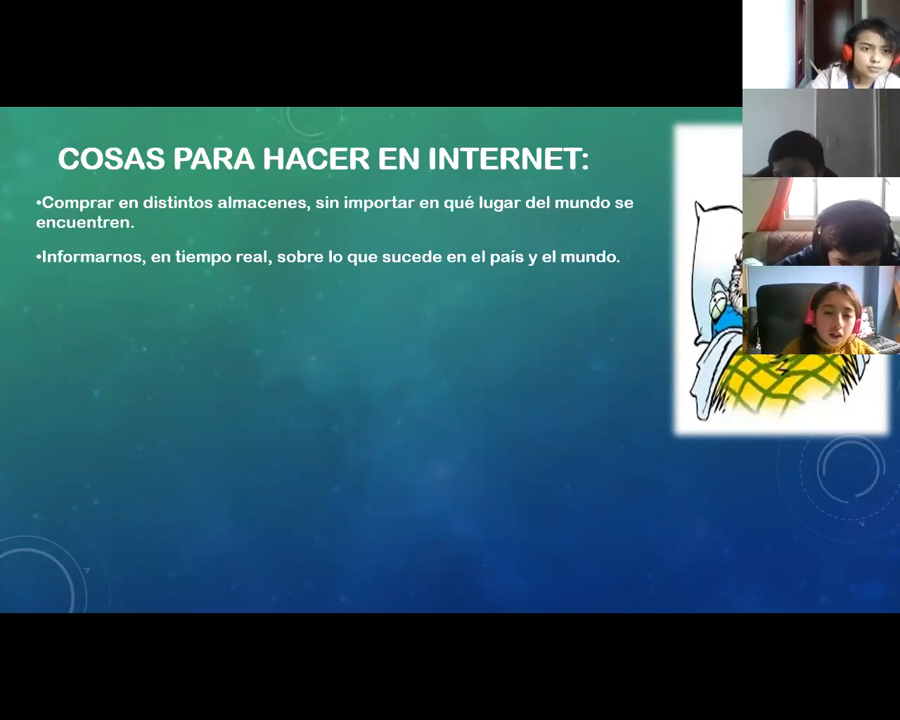 COSAS PARA HACER EN INTERNET:
•Comprar en distintos almacenes, sin importar en qué lugar del mundo se
encuentren.
•Informarnos, en tiempo real, sobre lo que sucede en el país y el mundo.